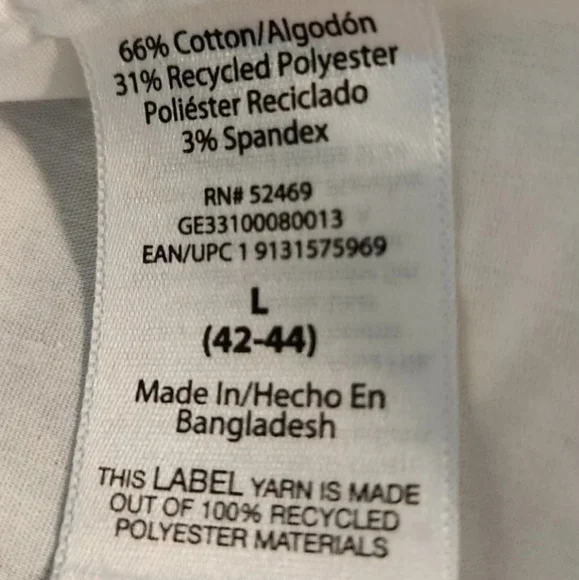 66% Cotton/Algodón
31% Recycled Polyester
Poliéster Reciclado
3% Spandex
RN# 52469
GE33100080013
EAN/UPC 1 9131575969
L
(42-44)
Made In/Hecho En
Bangladesh
THIS LABEL YARN IS MADE
OUT OF 100% RECYCLED
POLYESTER MATERIALS